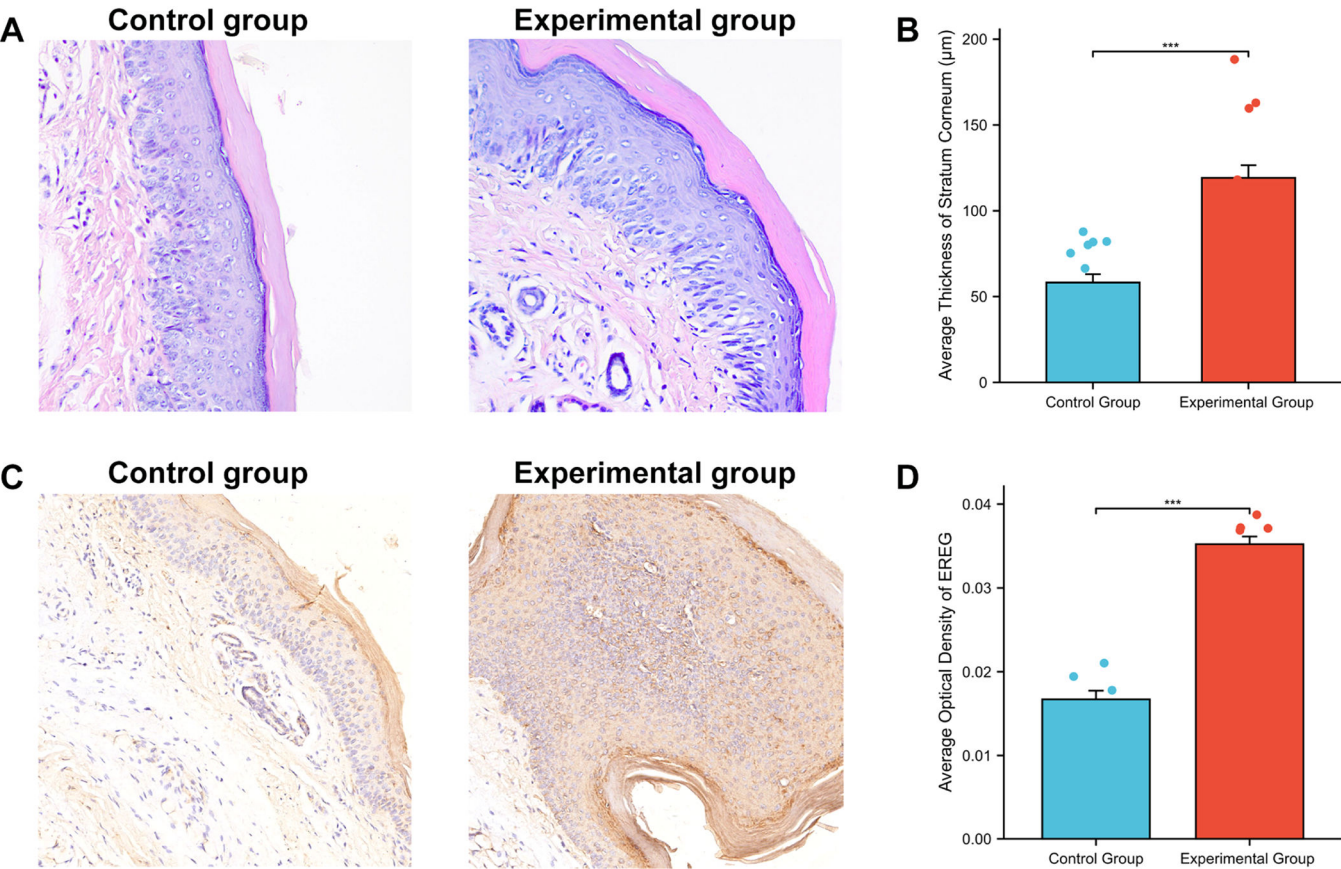 A
Control group
Experimental group
B
Average Thickness of Stratum Corneum (μm)
200
150
100
50
0
***
Control Group
Experimental Group
C
Control group
Experimental group
D
Average Optical Density of EREG
0.04
0.03
0.02
0.01
0.00
***
Control Group
Experimental Group